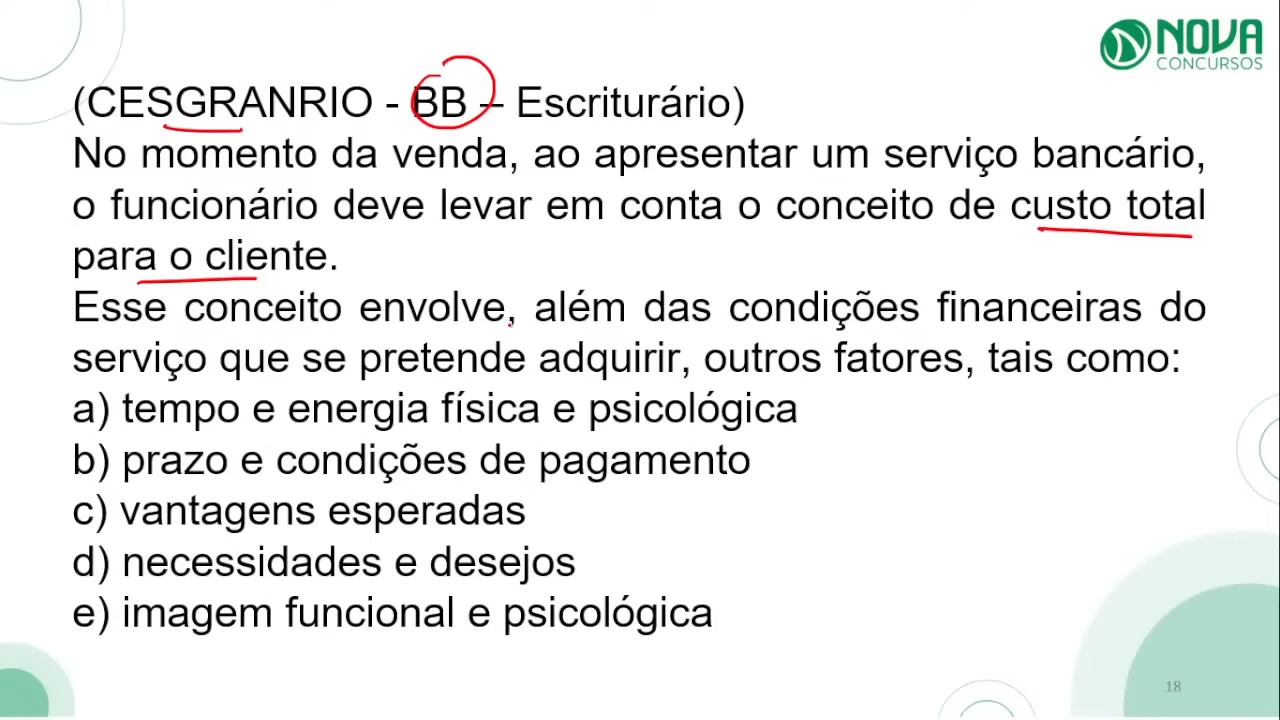 NOVA
CONCURSOS
(CESGRANRIO - BB – Escriturário)
No momento da venda, ao apresentar um serviço bancário,
o funcionário deve levar em conta o conceito de custo total
para o cliente.
Esse conceito envolve, além das condições financeiras do
serviço que se pretende adquirir, outros fatores, tais como:
a) tempo e energia física e psicológica
b) prazo e condições de pagamento
c) vantagens esperadas
d) necessidades e desejos
e) imagem funcional e psicológica
18